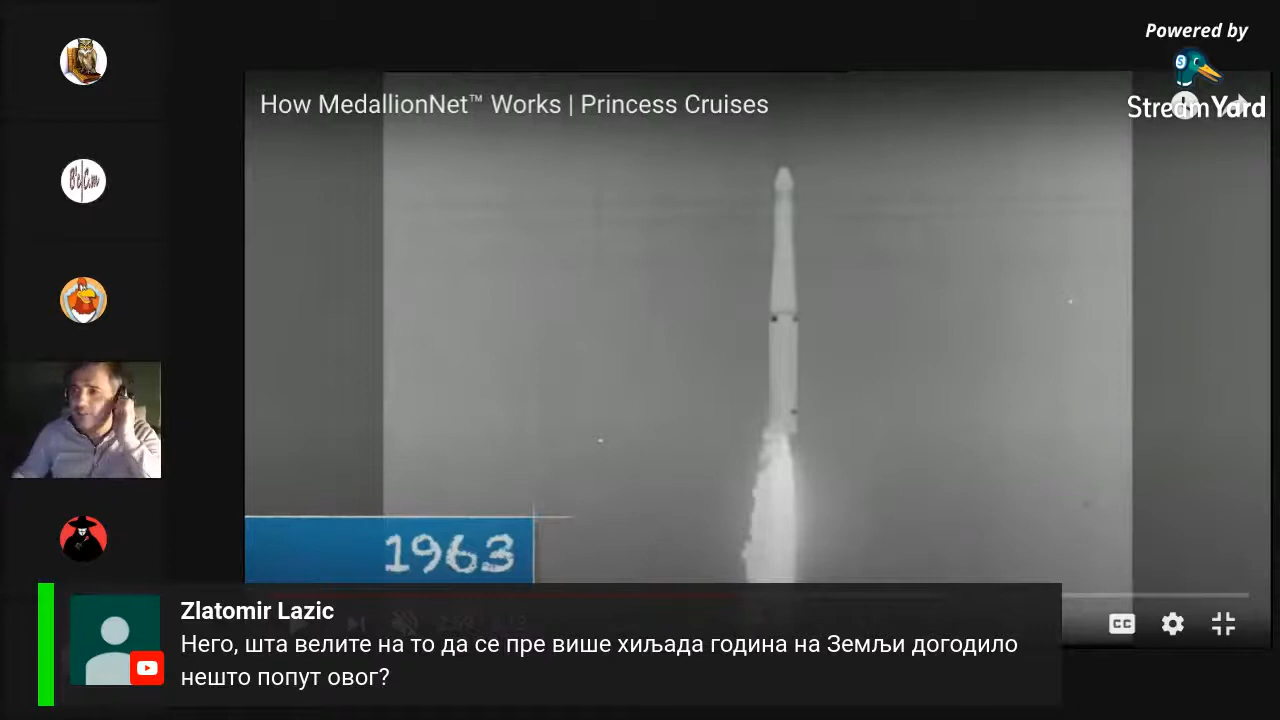 Powered by
StreamYard
How MedallionNet™ Works | Princess Cruises
1963
Zlatomir Lazic
Него, шта велите на то да се пре више хиљада година на Земљи догодило
нешто попут овог?
CC